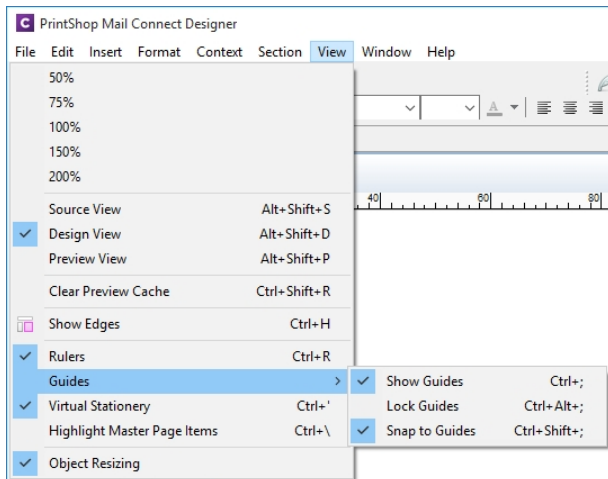 C PrintShop Mail Connect Designer
File Edit Insert Format Context Section View Window Help
50%
75%
100%
150%
200%
A
40 60 80
Source View Alt+Shift+S
Design View Alt+Shift+D
Preview View Alt+Shift+P
Clear Preview Cache Ctrl+Shift+R
Show Edges Ctrl+H
Rulers Ctrl+R
Guides >
Show Guides Ctrl+;
Virtual Stationery Ctrl+'
Lock Guides Ctrl+Alt+;
Highlight Master Page Items Ctrl+\
Snap to Guides Ctrl+Shift+;
Object Resizing